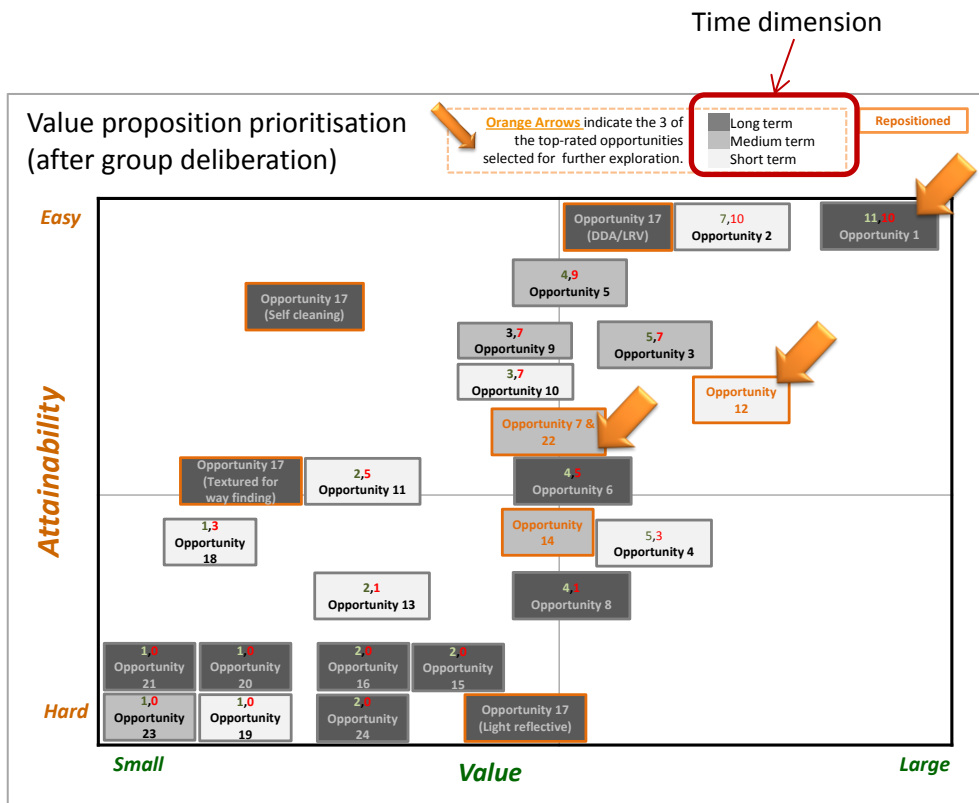 Time dimension
Value proposition prioritisation
(after group deliberation)
Orange Arrows indicate the 3 of
the top-rated opportunities
selected for further exploration.
Long term
Medium term
Short term
Repositioned
Easy
Opportunity 17
(DDA/LRV)
7,10
Opportunity 2
11,10
Opportunity 1
4,9
Opportunity 5
Opportunity 17
(Self cleaning)
3,7
Opportunity 9
5,7
Opportunity 3
3,7
Opportunity 10
Opportunity
12
Opportunity 7 &
22
Opportunity 17
(Textured for
way finding)
2,5
Opportunity 11
4,5
Opportunity 6
Attainability
1,3
Opportunity
18
Opportunity
14
5,3
Opportunity 4
2,1
Opportunity 13
4,1
Opportunity 8
1,0
Opportunity
21
1,0
Opportunity
20
2,0
Opportunity
16
2,0
Opportunity
15
Hard
1,0
Opportunity
23
1,0
Opportunity
19
2,0
Opportunity
24
Opportunity 17
(Light reflective)
Small
Value
Large